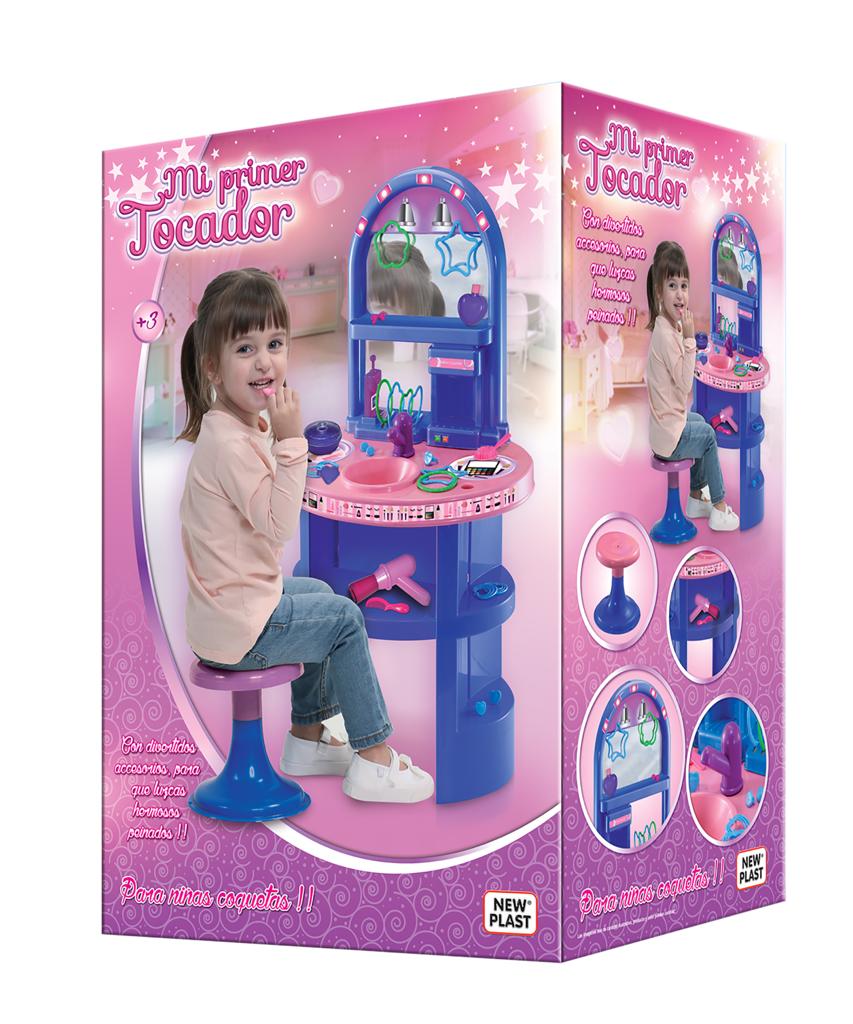 Mi primer
Tocador
+3
Con divertidos
accesorios, para
que luzcas
hermosos
peinados !!
Para niñas coquetas !!
NEW®
PLAST
Mi primer
Tocador
Con divertidos
accesorios, para
que luzcas
hermosos
peinados !!
Para niñas coquetas !!
NEW®
PLAST